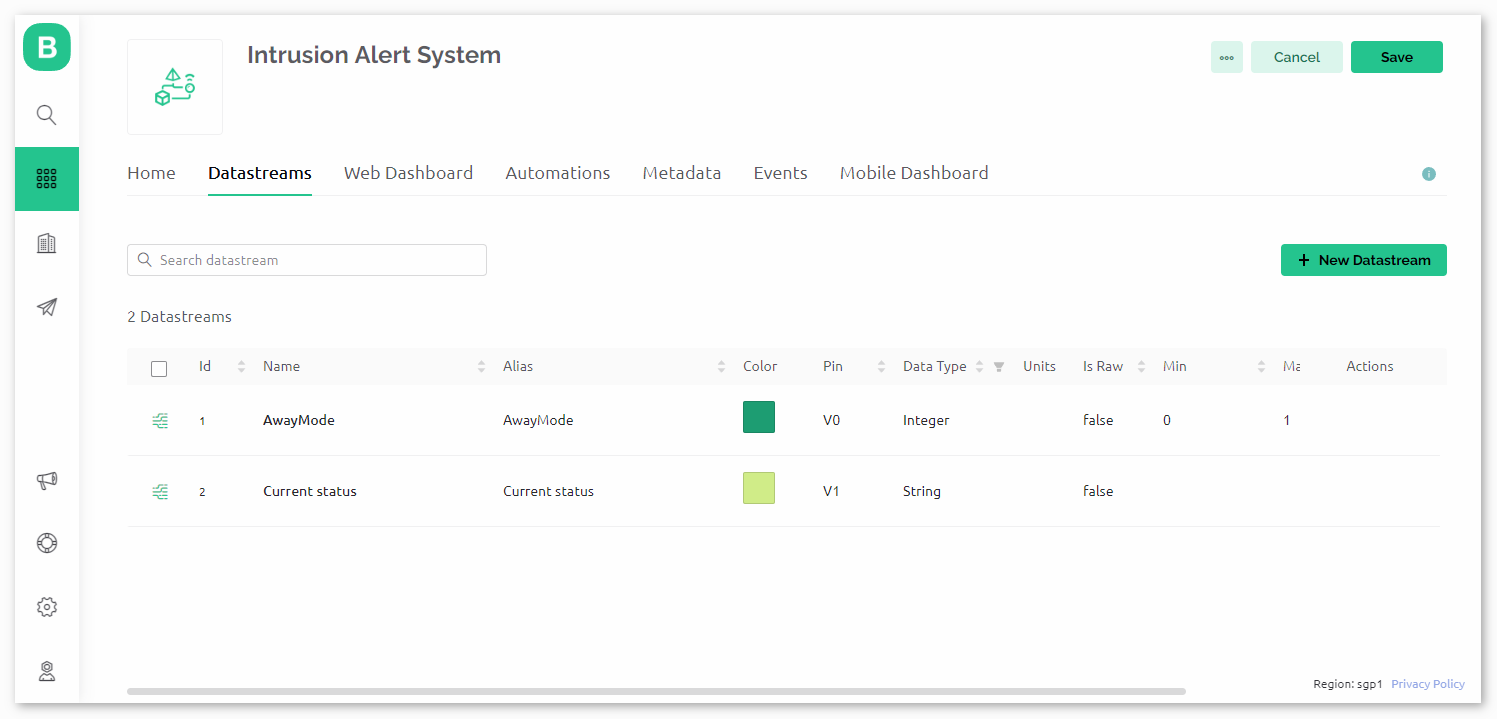 B
Intrusion Alert System
Cancel
Save
Home Datastreams Web Dashboard Automations Metadata Events Mobile Dashboard
i
Search datastream
+ New Datastream
2 Datastreams
Id Name Alias Color Pin Data Type Units Is Raw Min Ma Actions
1 AwayMode AwayMode V0 Integer false 0 1
2 Current status Current status V1 String false
Region: sgp1 Privacy Policy